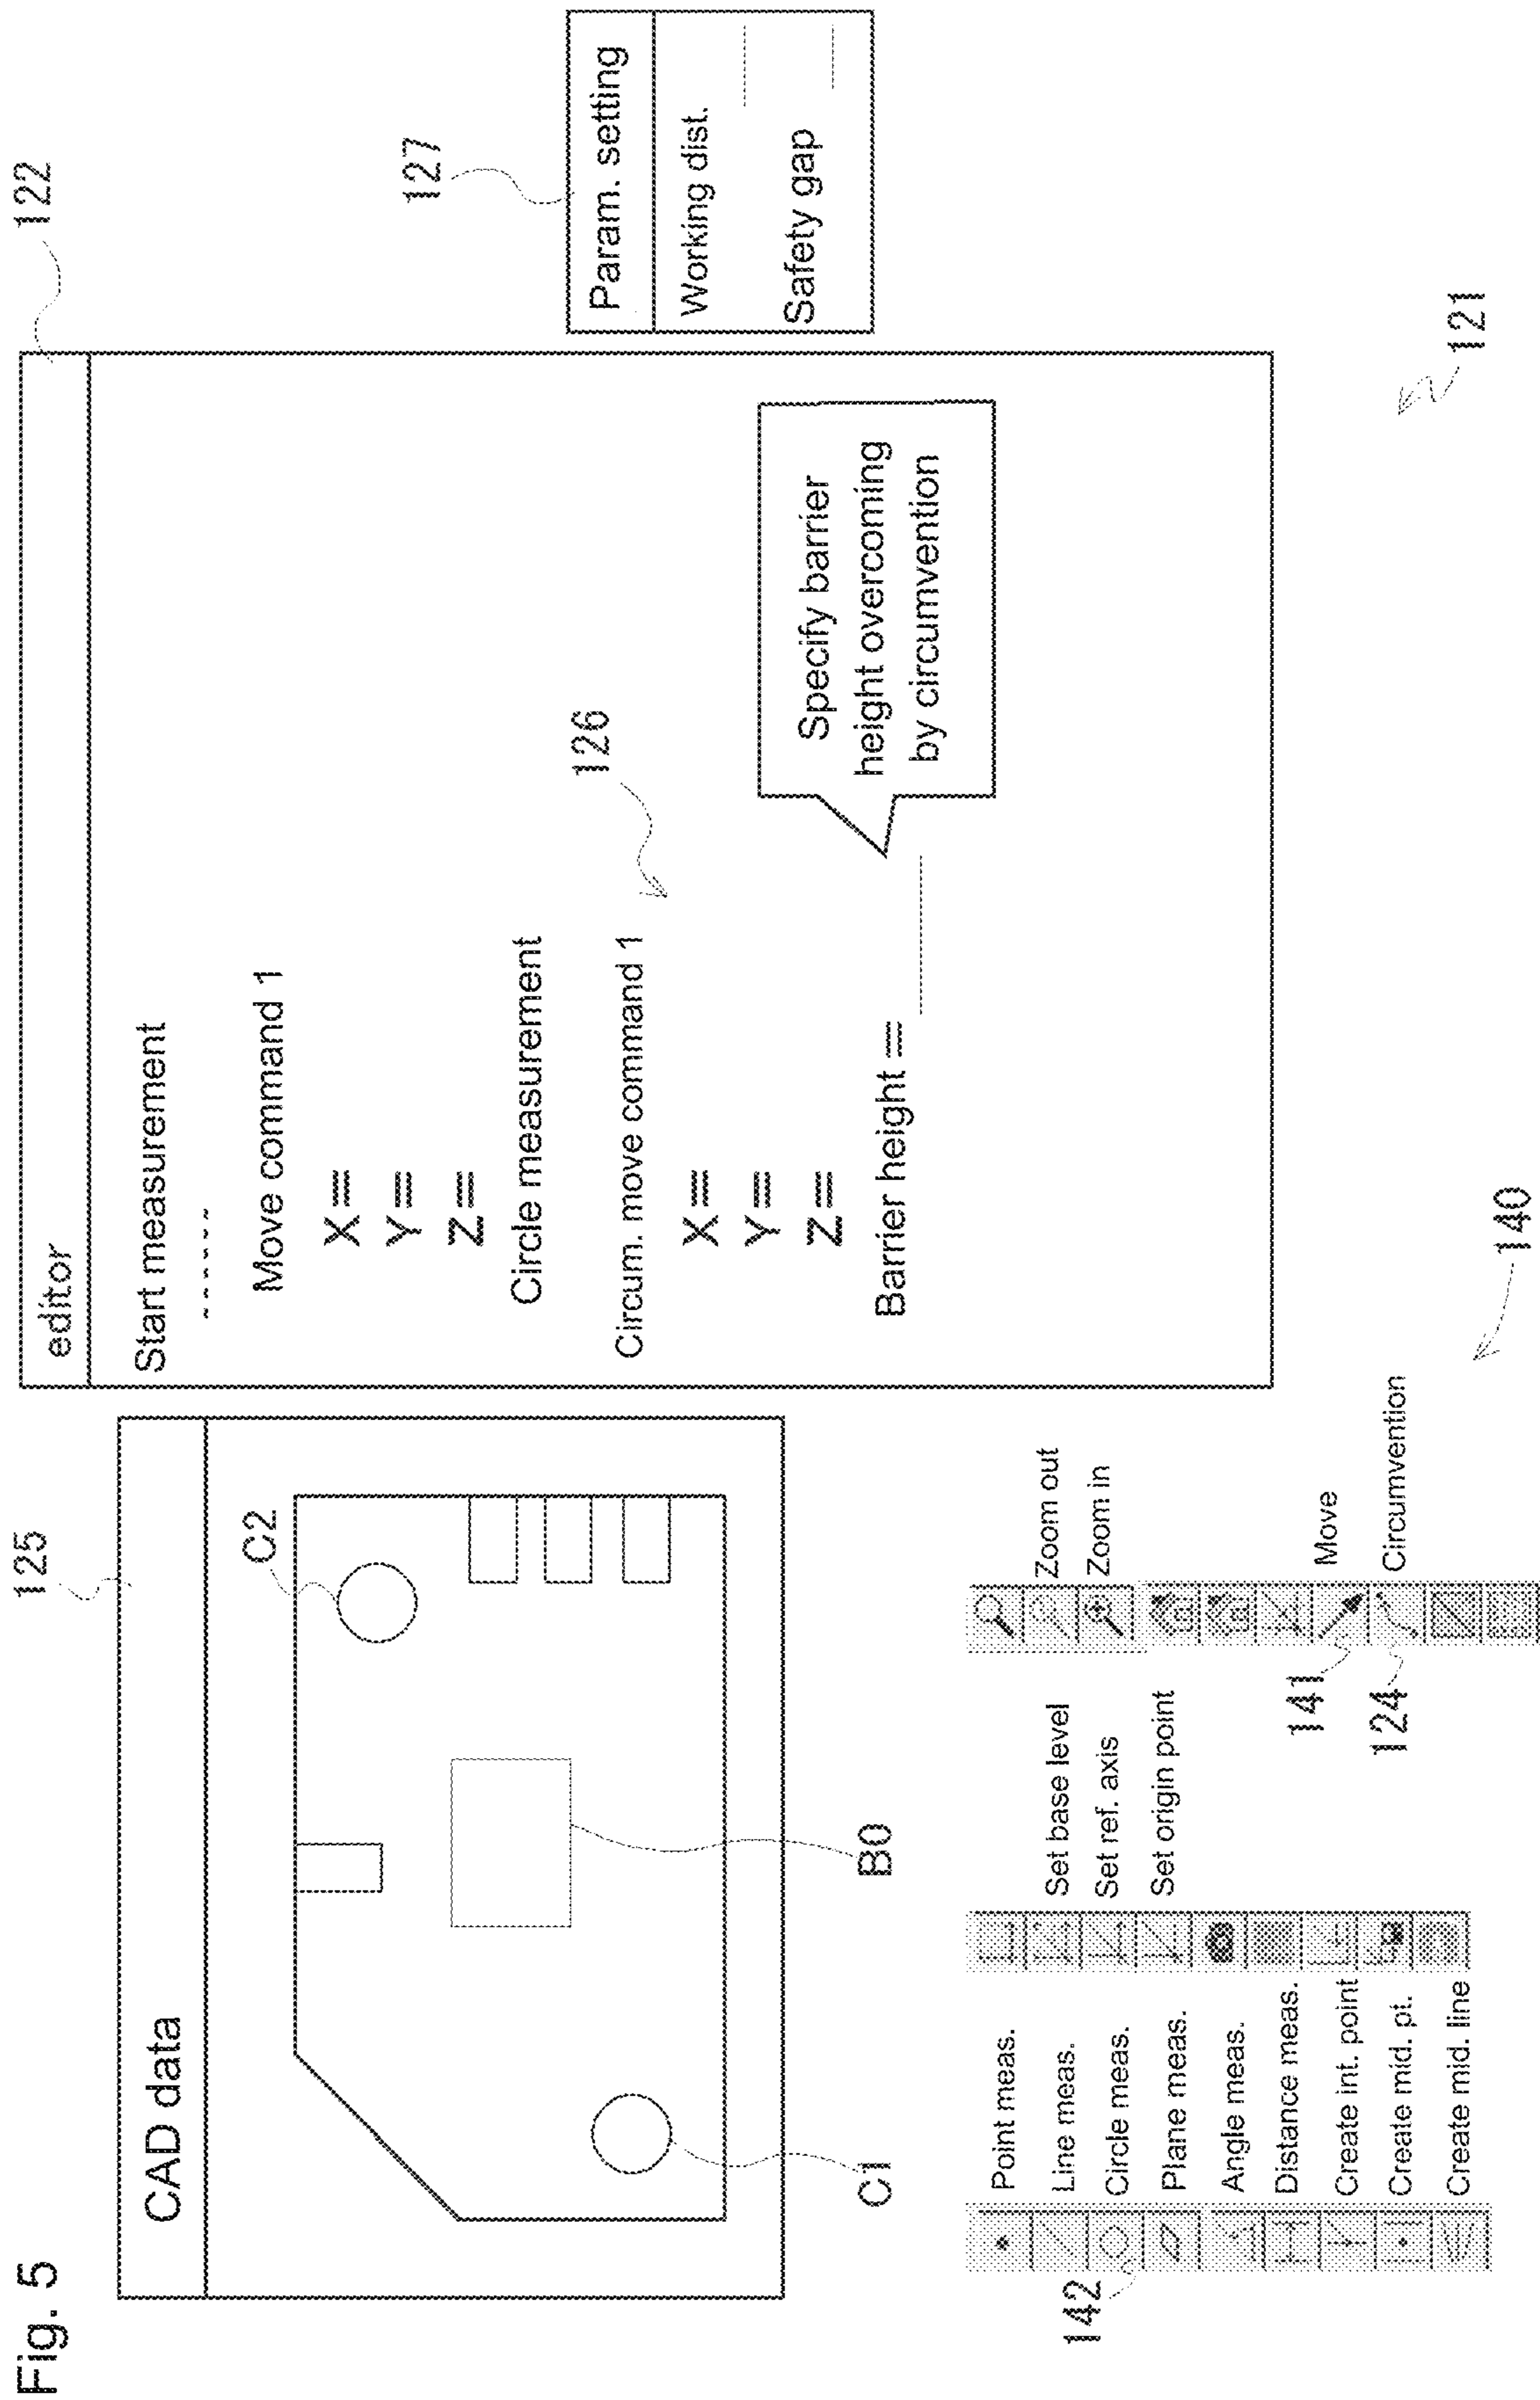 Fig. 5
125
CAD data
C2
C1
B0
122
editor
Start measurement
Move command 1
X=
Y=
Z=
Circle measurement
126
Circum. move command 1
X=
Y=
Z=
Barrier height =
Specify barrier
height overcoming
by circumvention
127
Param. setting
Working dist.
Safety gap
121
142
Point meas.
Line meas.
Circle meas.
Plane meas.
Angle meas.
Distance meas.
Create int. point
Create mid. pt.
Create mid. line
Set base level
Set ref. axis
Set origin point
Zoom out
Zoom in
Move
Circumvention
141
124
140